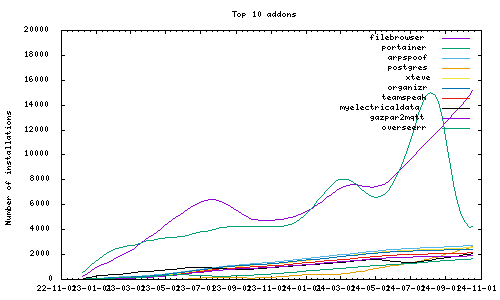 Top 10 addons
20000
filebrowser
portainer
18000
arpspoof
postgres
16000
xteve
organizr
teamspeak
14000
myelectricaldata
gazpar2mqtt
12000
overseerr
10000
8000
6000
4000
2000
0
Number of installations